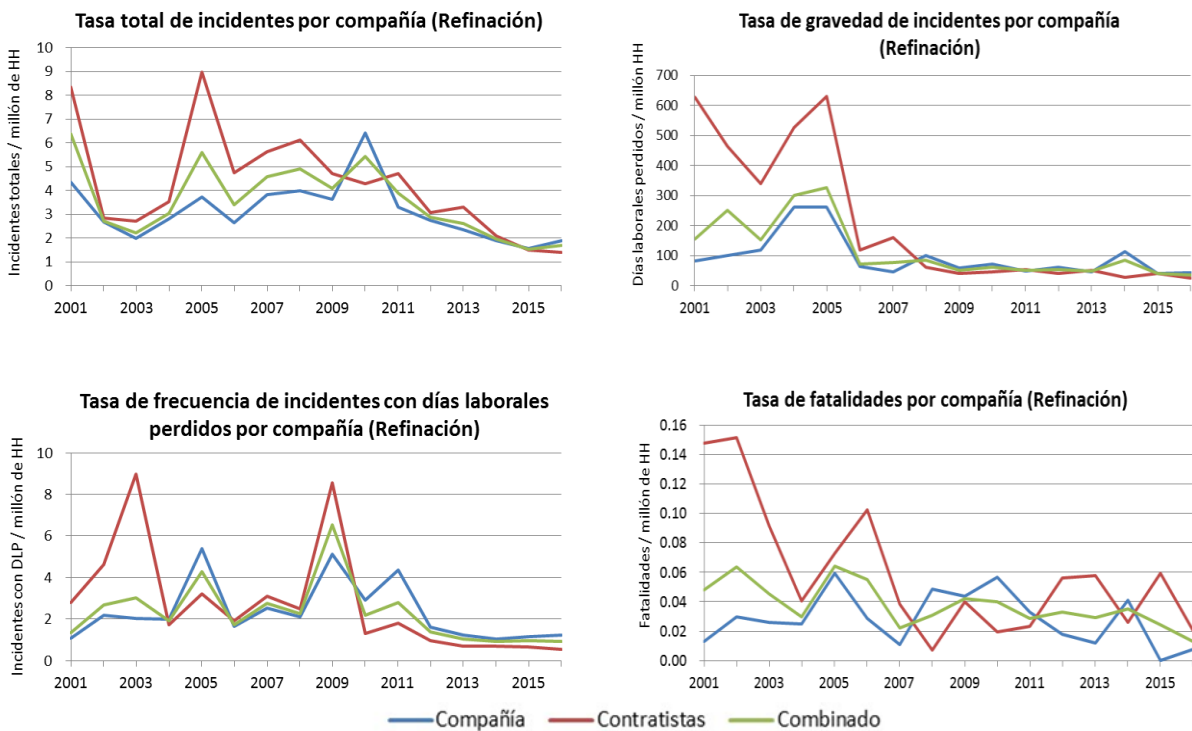 Tasa total de incidentes por compañía (Refinación)
Incidentes totales / millón de HH
10
9
8
7
6
5
4
3
2
1
0
2001 2003 2005 2007 2009 2011 2013 2015
Tasa de gravedad de incidentes por compañía
(Refinación)
Días laborales perdidos / millón HH
700
600
500
400
300
200
100
0
2001 2003 2005 2007 2009 2011 2013 2015
Tasa de frecuencia de incidentes con días laborales
perdidos por compañía (Refinación)
Incidentes con DLP / millón de HH
10
8
6
4
2
0
2001 2003 2005 2007 2009 2011 2013 2015
Tasa de fatalidades por compañía (Refinación)
Fatalidades / millón de HH
0.16
0.14
0.12
0.10
0.08
0.06
0.04
0.02
0.00
2001 2003 2005 2007 2009 2011 2013 2015
Compañía Contratistas Combinado